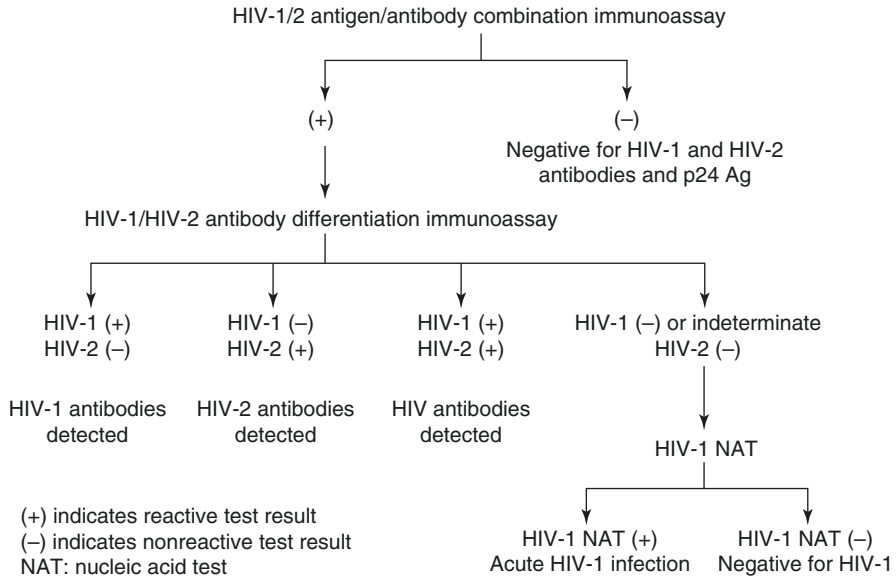 HIV-1/2 antigen/antibody combination immunoassay
(+)
(–)
Negative for HIV-1 and HIV-2
antibodies and p24 Ag
HIV-1/HIV-2 antibody differentiation immunoassay
HIV-1 (+)
HIV-2 (–)
HIV-1 antibodies
detected
HIV-1 (–)
HIV-2 (+)
HIV-2 antibodies
detected
HIV-1 (+)
HIV-2 (+)
HIV antibodies
detected
HIV-1 (–) or indeterminate
HIV-2 (–)
HIV-1 NAT
HIV-1 NAT (+)
Acute HIV-1 infection
HIV-1 NAT (–)
Negative for HIV-1
(+) indicates reactive test result
(–) indicates nonreactive test result
NAT: nucleic acid test